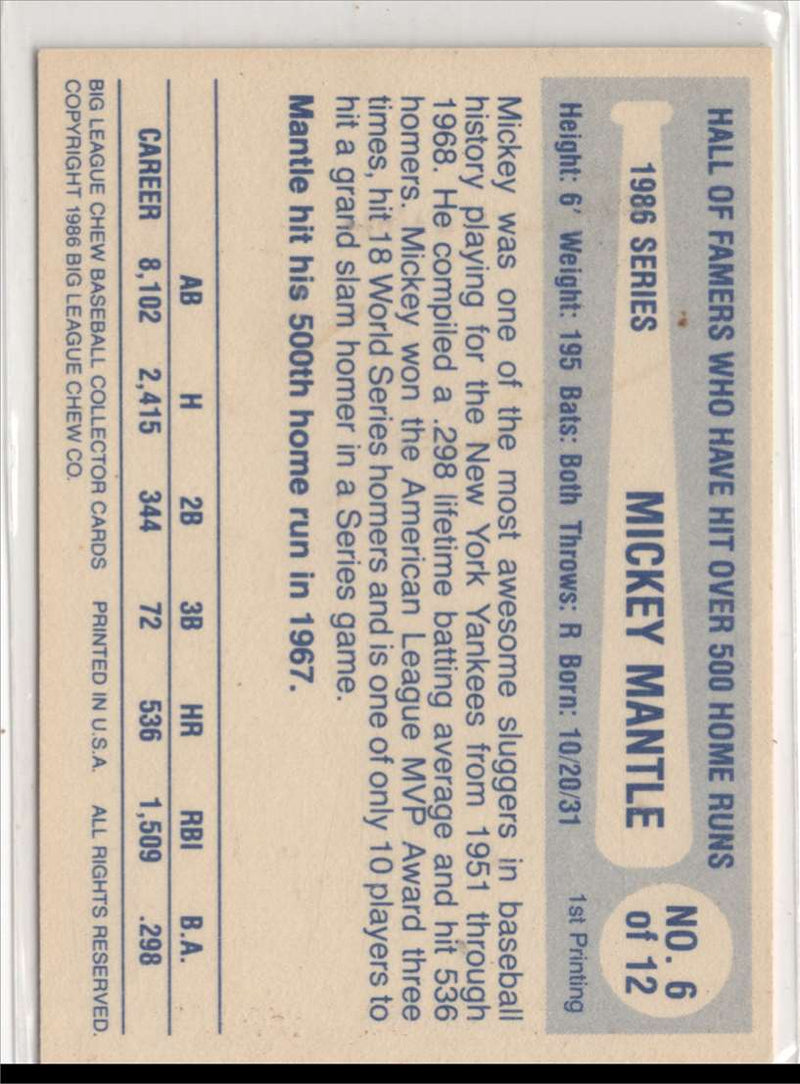 HALL OF FAMERS WHO HAVE HIT OVER 500 HOME RUNS
1986 SERIES MICKEY MANTLE
NO. 6
of 12
Height: 6' Weight: 195 Bats: Both Throws: R Born: 10/20/31 1st Printing
Mickey was one of the most awesome sluggers in baseball
history playing for the New York Yankees from 1951 through
1968. He compiled a .298 lifetime batting average and hit 536
homers. Mickey won the American League MVP Award three
times, hit 18 World Series homers and is one of only 10 players to
hit a grand slam homer in a Series game.
Mantle hit his 500th home run in 1967.
AB H 2B 3B HR RBI B.A.
CAREER 8,102 2,415 344 72 536 1,509 .298
BIG LEAGUE CHEW BASEBALL COLLECTOR CARDS PRINTED IN U.S.A. ALL RIGHTS RESERVED.
COPYRIGHT 1986 BIG LEAGUE CHEW CO.